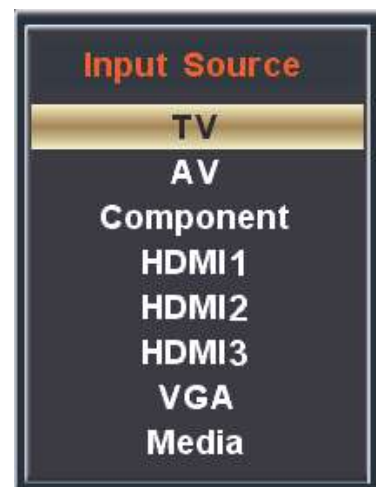 Input Source
TV
AV
Component
HDMI1
HDMI2
HDMI3
VGA
Media